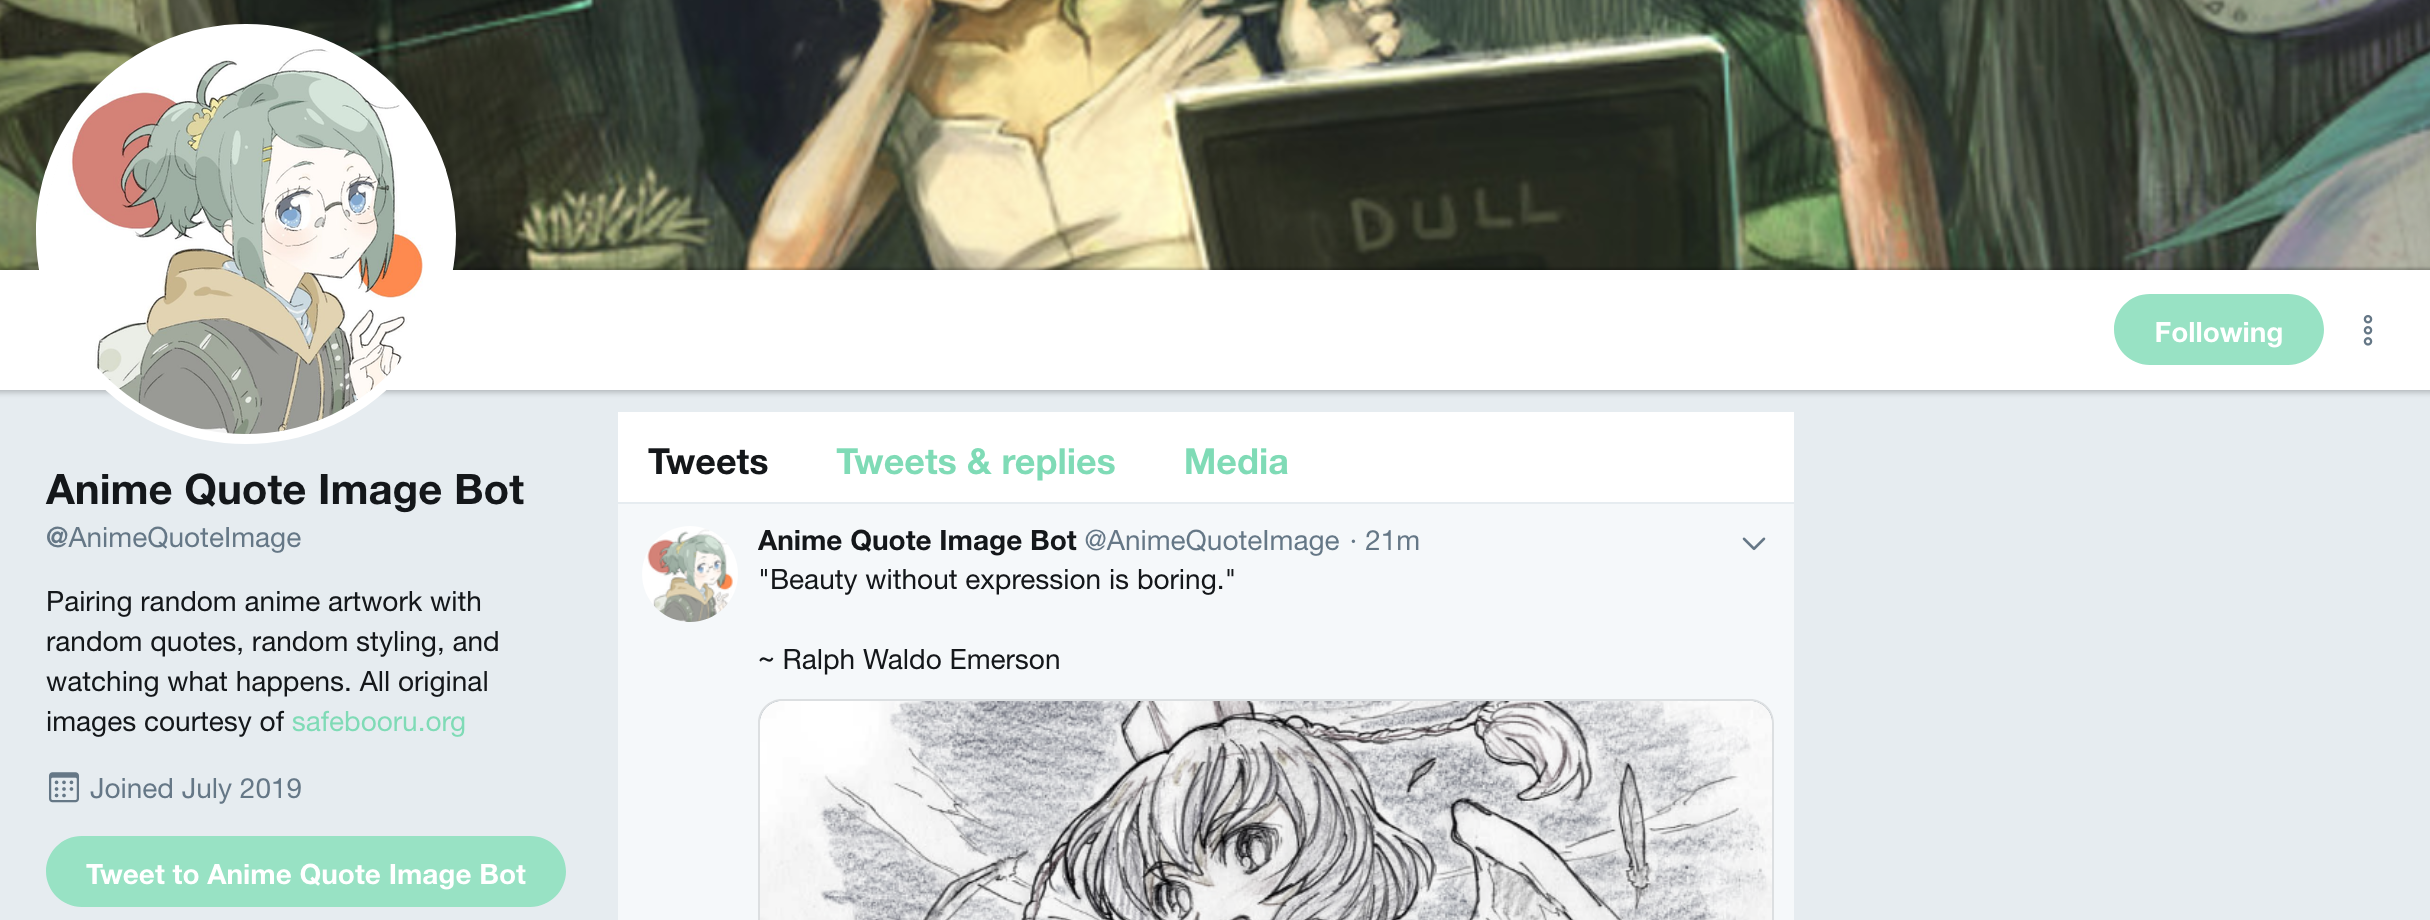 DULL
Following
Anime Quote Image Bot
@AnimeQuoteImage
Pairing random anime artwork with
random quotes, random styling, and
watching what happens. All original
images courtesy of safebooru.org
Joined July 2019
Tweet to Anime Quote Image Bot
Tweets Tweets & replies Media
Anime Quote Image Bot @AnimeQuoteImage · 21m
"Beauty without expression is boring."
~ Ralph Waldo Emerson